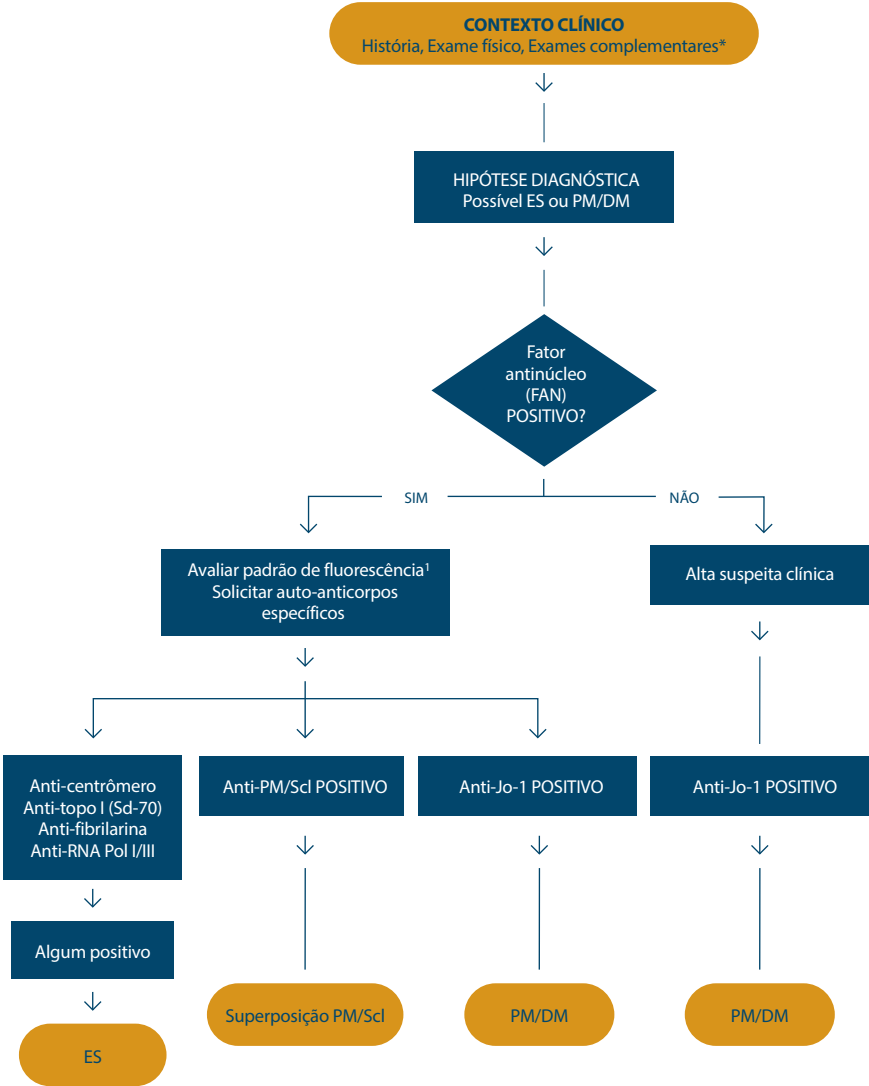 CONTEXTO CLÍNICO
História, Exame físico, Exames complementares*
HIPÓTESE DIAGNÓSTICA
Possível ES ou PM/DM
Fator
antinúcleo
(FAN)
POSITIVO?
SIM
NÃO
Avaliar padrão de fluorescência¹
Solicitar auto-anticorpos
específicos
Alta suspeita clínica
Anti-centrômero
Anti-topo I (Sd-70)
Anti-fibrilarina
Anti-RNA Pol I/III
Anti-PM/Scl POSITIVO
Anti-Jo-1 POSITIVO
Anti-Jo-1 POSITIVO
Algum positivo
ES
Superposição PM/Scl
PM/DM
PM/DM